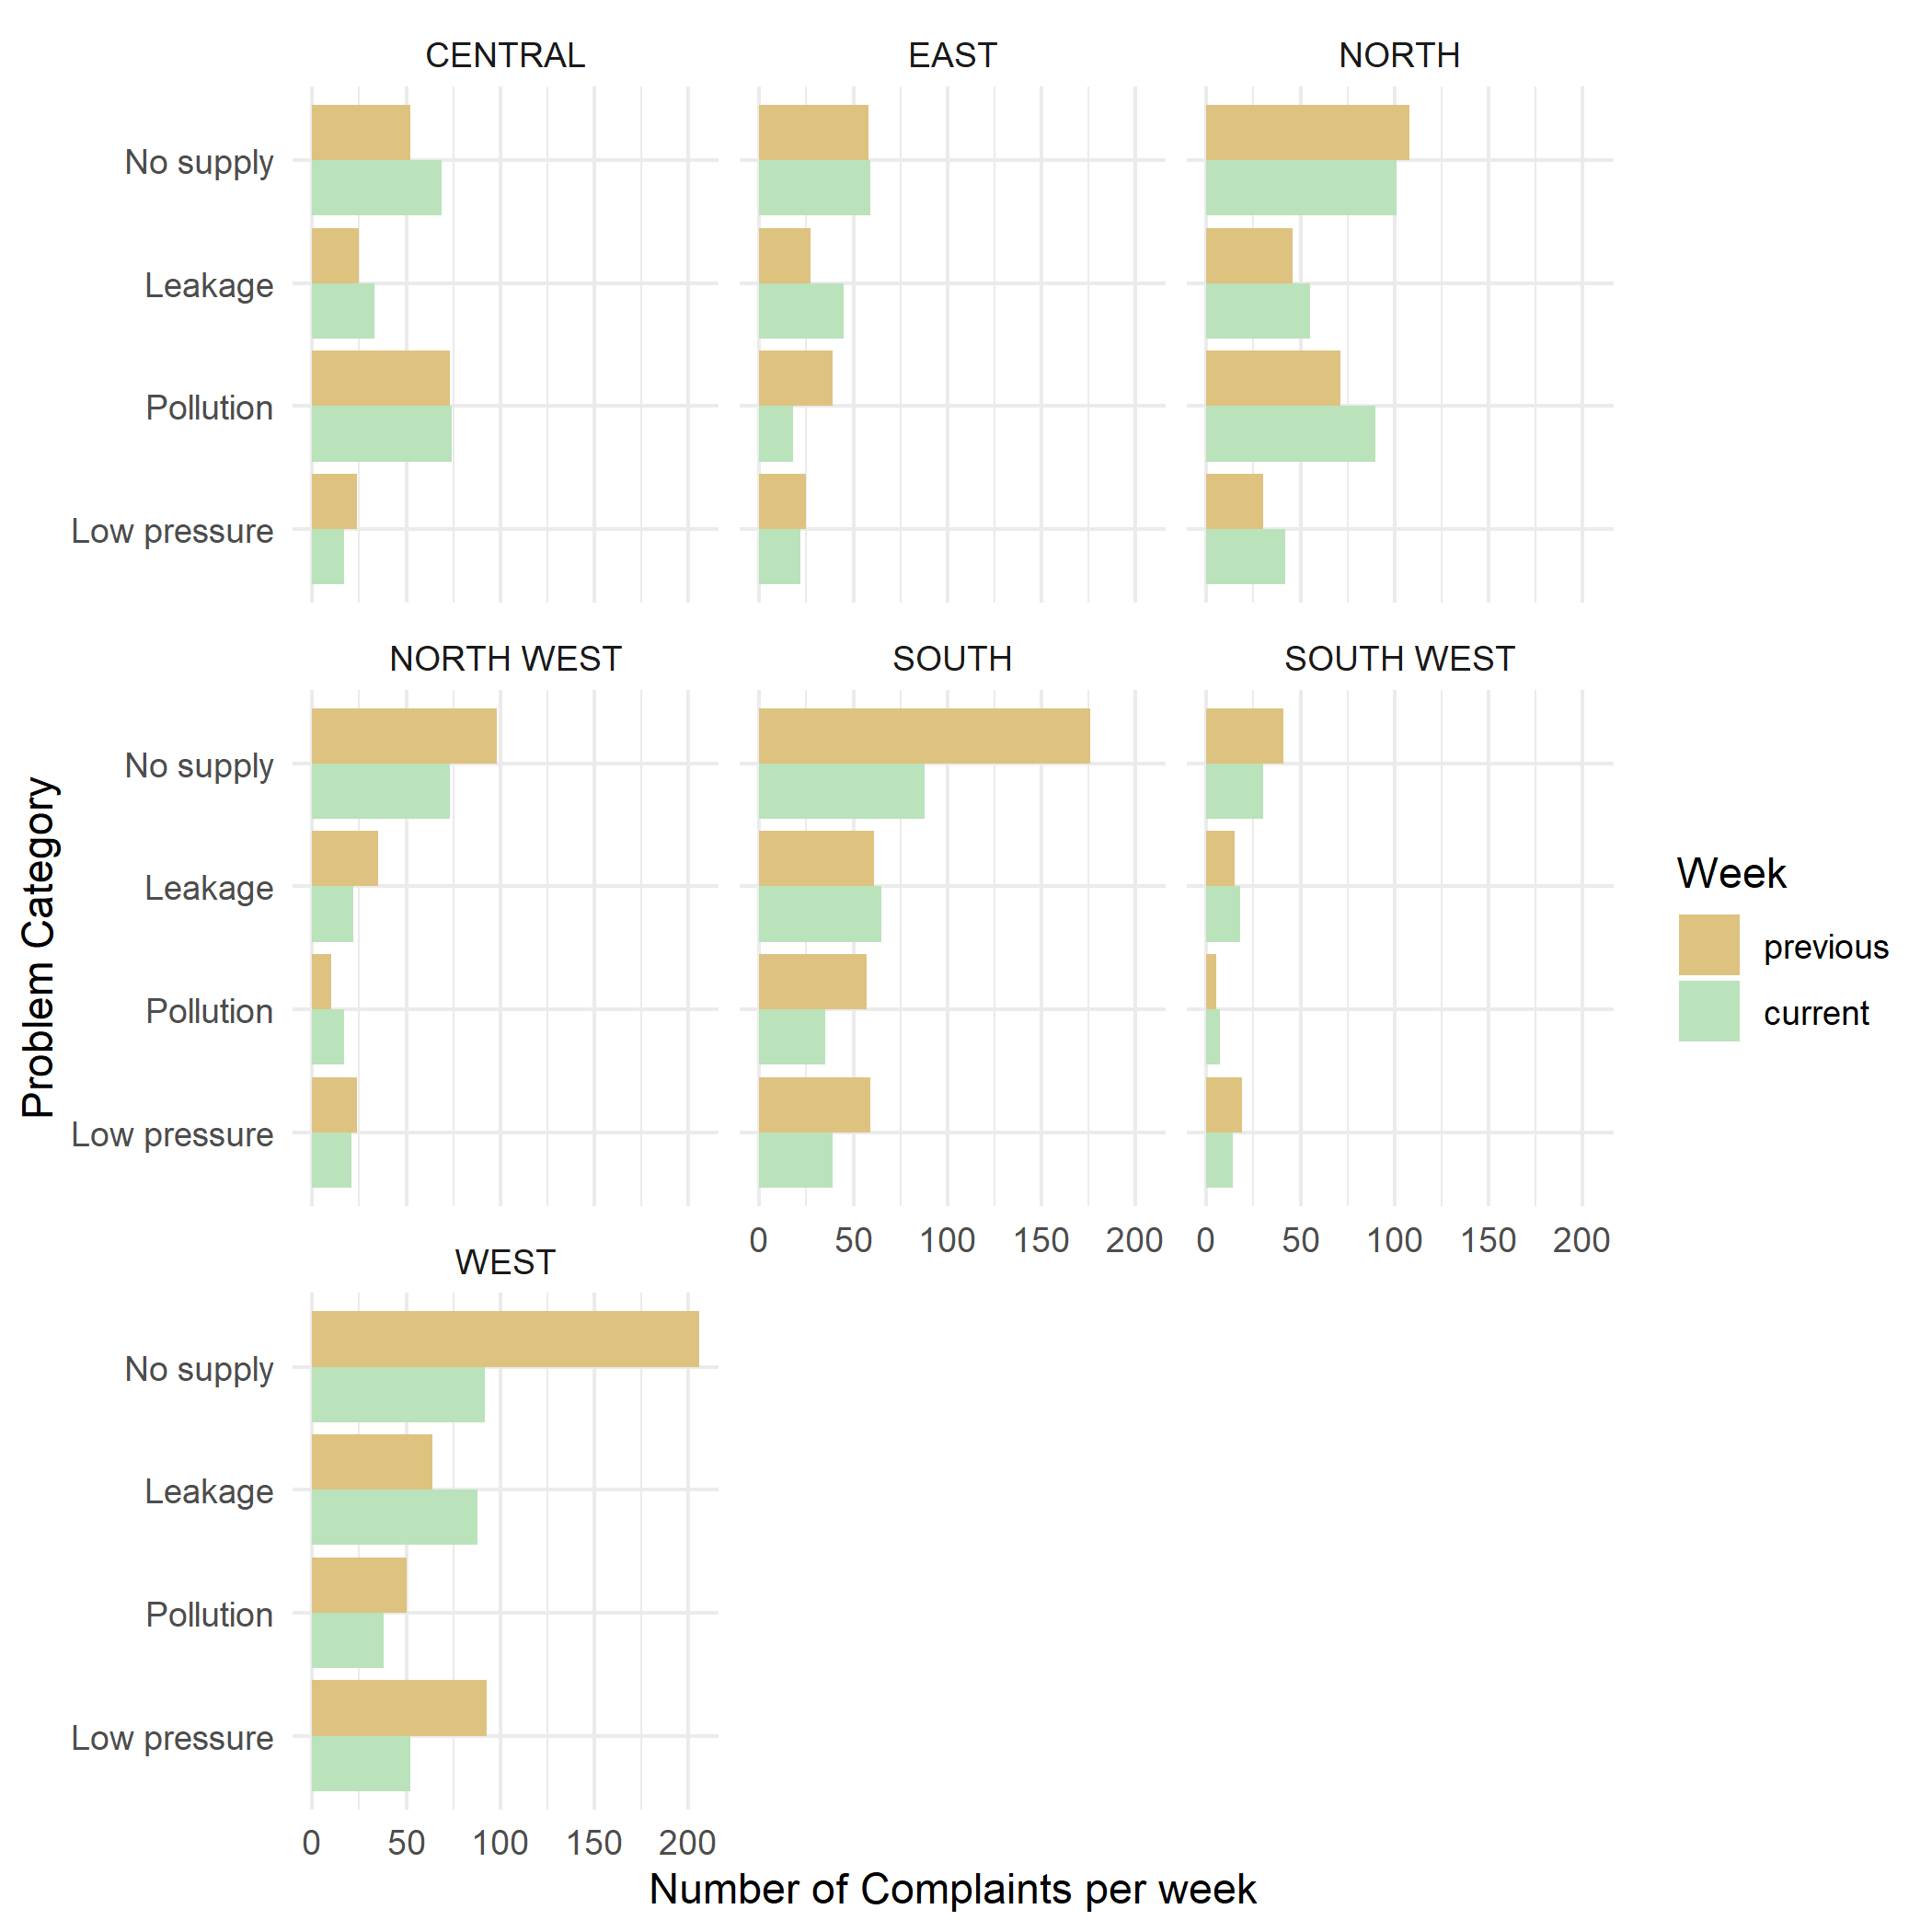 CENTRAL
EAST
NORTH
No supply
Leakage
Pollution
Low pressure
NORTH WEST
SOUTH
SOUTH WEST
No supply
Leakage
Pollution
Low pressure
0 50 100 150 200
0 50 100 150 200
WEST
No supply
Leakage
Pollution
Low pressure
0 50 100 150 200
Number of Complaints per week
Problem Category
Week
previous
current